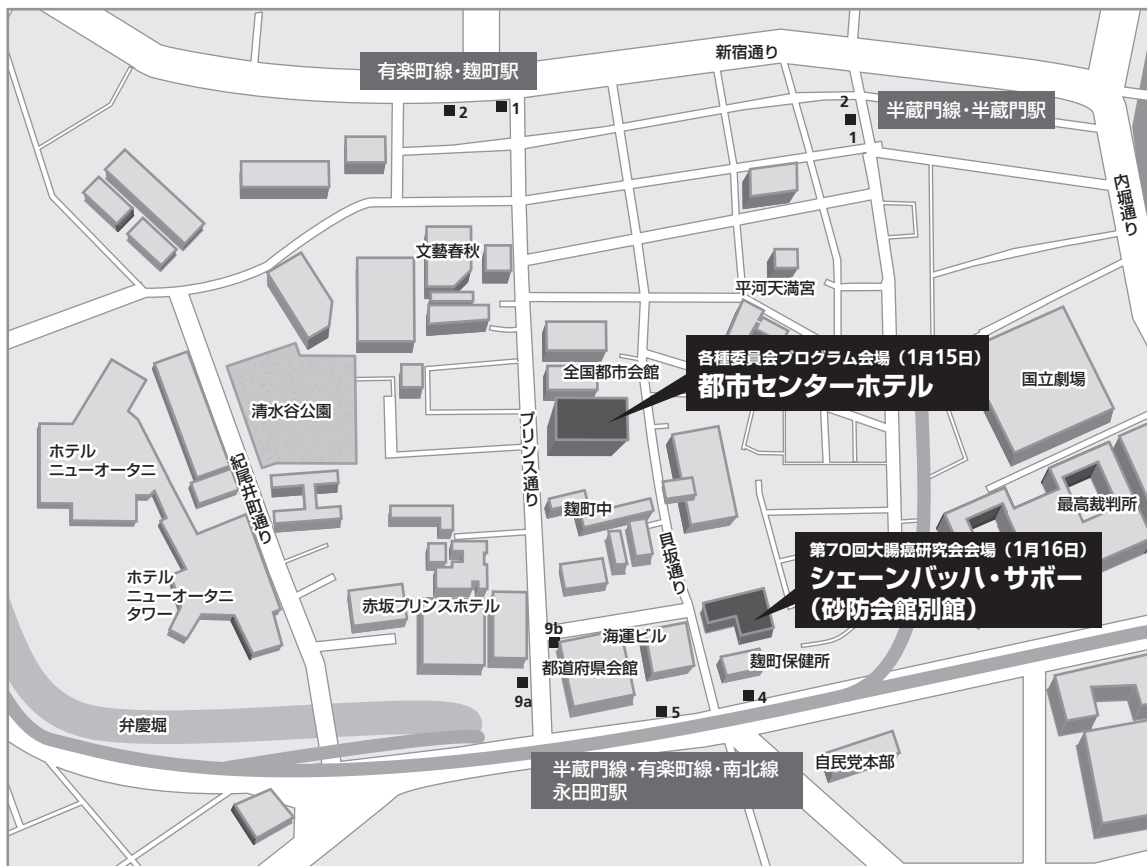 新宿通り
有楽町線・麹町駅
2
1
2
1
半蔵門線・半蔵門駅
内堀通り
文藝春秋
平河天満宮
各種委員会プログラム会場（1月15日）
都市センターホテル
全国都市会館
国立劇場
清水谷公園
プリンス通り
ホテル
ニューオータニ
紀尾井町通り
麹町中
貝坂通り
最高裁判所
第70回大腸癌研究会会場（1月16日）
シェーンバッハ・サボー
（砂防会館別館）
ホテル
ニューオータニ
タワー
赤坂プリンスホテル
9b
海運ビル
都道府県会館
麹町保健所
9a
5
4
弁慶堀
半蔵門線・有楽町線・南北線
永田町駅
自民党本部